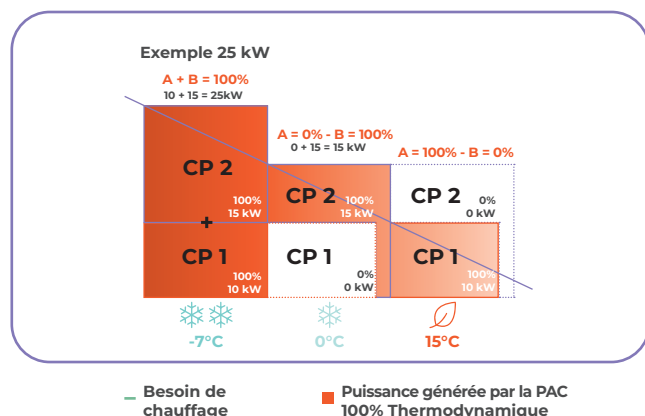 Exemple 25 kW
A + B = 100%
10 + 15 = 25kW
A = 0% - B = 100%
0 + 15 = 15 kW
A = 100% - B = 0%
CP 2
100%
15 kW
CP 2
100%
15 kW
CP 2
0%
0 kW
+
CP 1
100%
10 kW
CP 1
0%
0 kW
CP 1
100%
10 kW
-7°C
0°C
15°C
Besoin de
chauffage
Puissance générée par la PAC
100% Thermodynamique